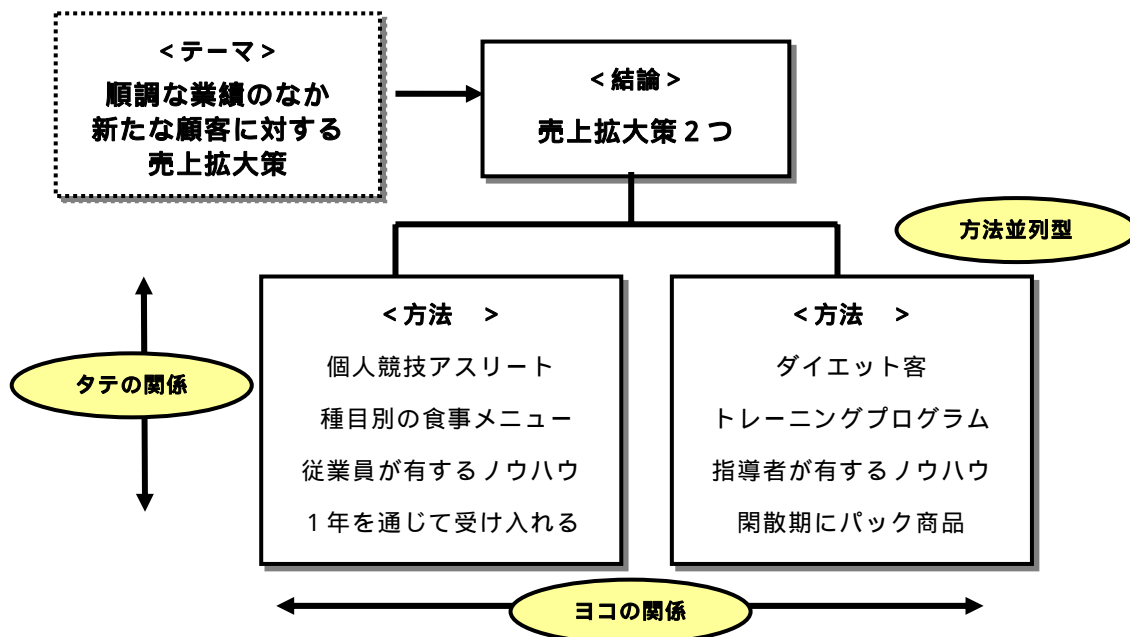 <テーマ>
順調な業績のなか
新たな顧客に対する
売上拡大策
<結論>
売上拡大策2つ
方法並列型
<方法　>
個人競技アスリート
種目別の食事メニュー
従業員が有するノウハウ
1年を通じて受け入れる
<方法　>
ダイエット客
トレーニングプログラム
指導者が有するノウハウ
閑散期にパック商品
タテの関係
ヨコの関係